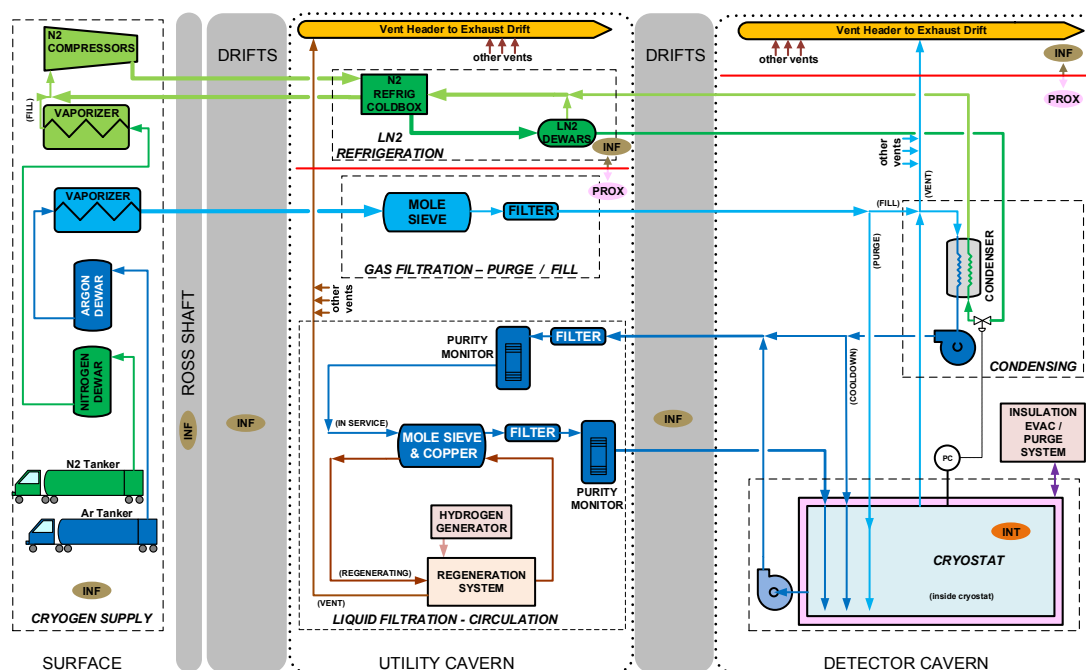 N2
COMPRESSORS
(FILL)
VAPORIZER
VAPORIZER
ARGON
DEWAR
NITROGEN
DEWAR
N2 Tanker
Ar Tanker
INF
CRYOGEN SUPPLY
SURFACE
ROSS SHAFT
INF
DRIFTS
INF
Vent Header to Exhaust Drift
other vents
N2
REFRIG
COLDBOX
LN2
DEWARS
LN2
REFRIGERATION
INF
PROX
MOLE
SIEVE
FILTER
GAS FILTRATION – PURGE / FILL
other
vents
PURITY
MONITOR
FILTER
(IN SERVICE)
MOLE SIEVE
& COPPER
FILTER
PURITY
MONITOR
HYDROGEN
GENERATOR
(REGENERATING)
REGENERATION
SYSTEM
(VENT)
LIQUID FILTRATION - CIRCULATION
UTILITY CAVERN
DRIFTS
INF
Vent Header to Exhaust Drift
other vents
INF
PROX
other
vents
(VENT)
(FILL)
(PURGE)
CONDENSER
C
CONDENSING
(COOLDOWN)
INSULATION
EVAC /
PURGE
SYSTEM
PC
INT
CRYOSTAT
(inside cryostat)
DETECTOR CAVERN